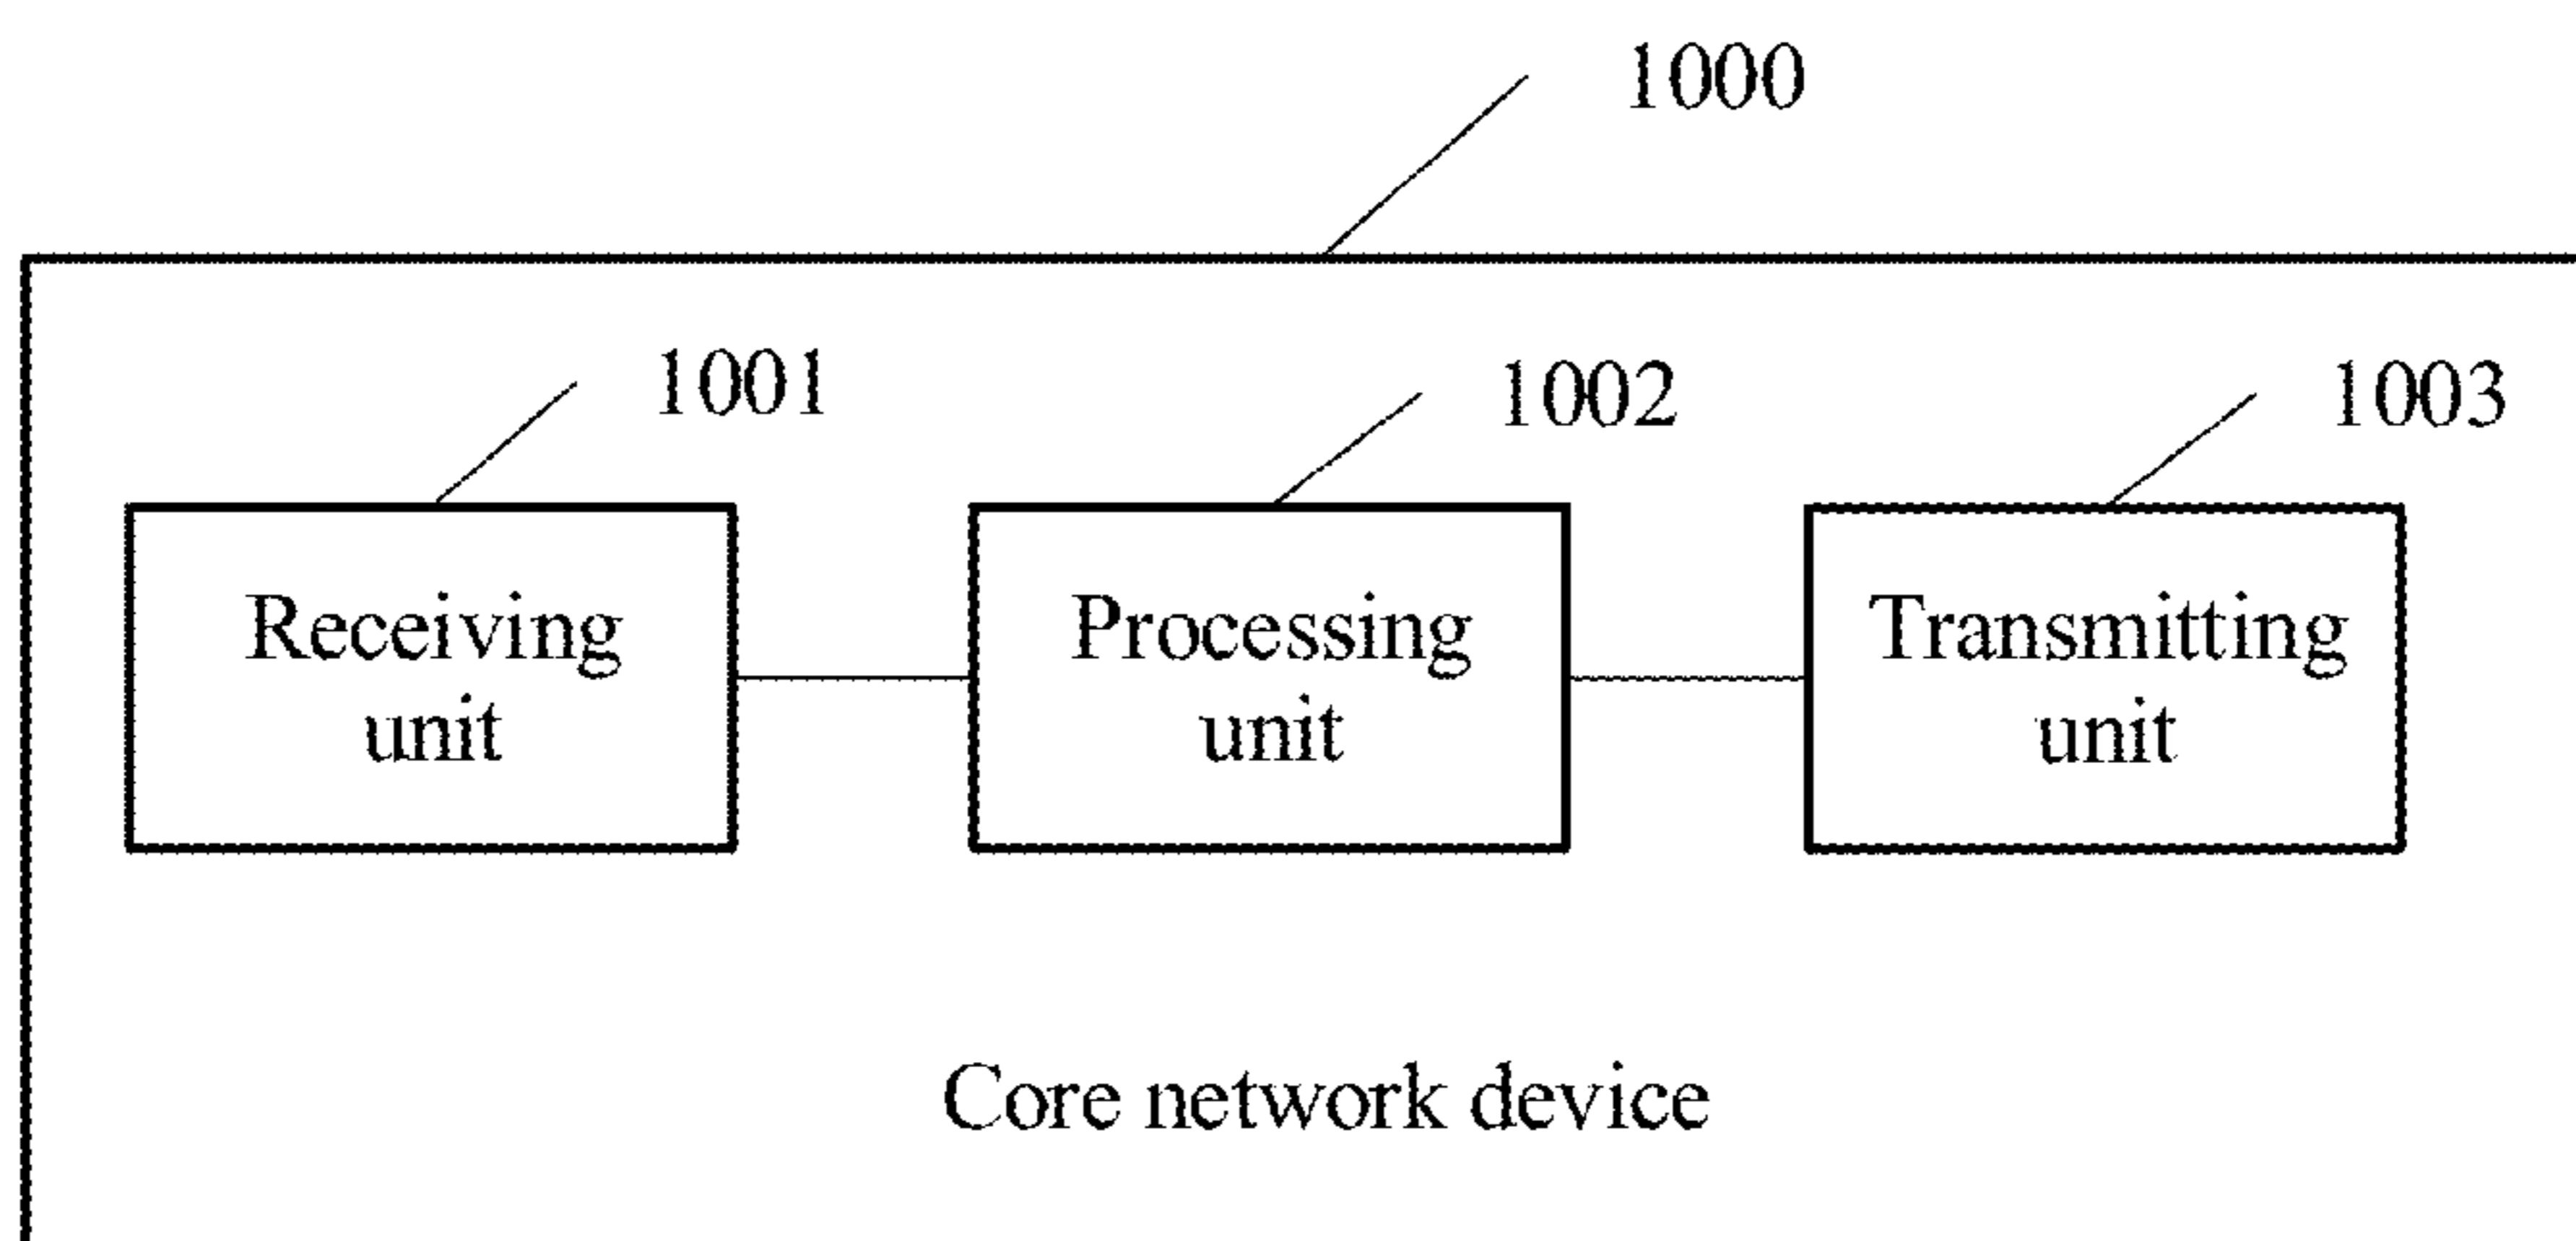 1000
1001
1002
1003
Receiving
unit
Processing
unit
Transmitting
unit
Core network device